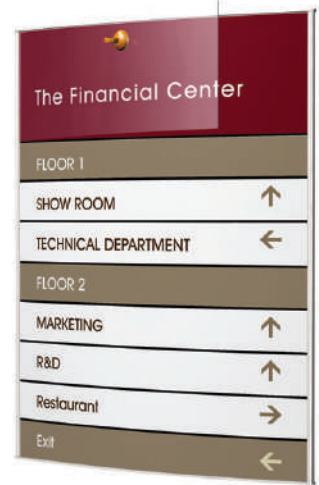 The Financial Center
FLOOR 1
SHOW ROOM ↑
TECHNICAL DEPARTMENT ←
FLOOR 2
MARKETING ↑
R&D ↑
Restaurant →
Exit ←